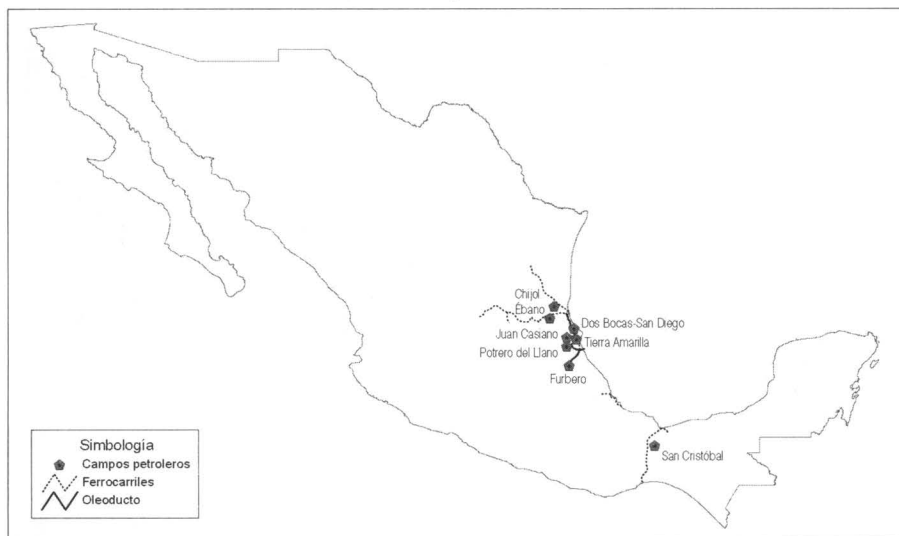 Chijol
Ébano
Juan Casiano
Potrero del Llano
Dos Bocas-San Diego
Tierra Amarilla
Furbero
San Cristóbal
Simbología
Campos petroleros
Ferrocarriles
Oleoducto